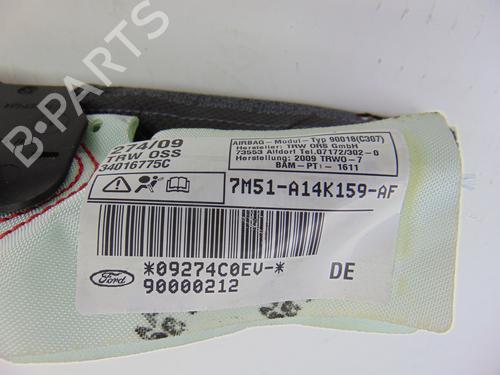 274/09
TRW OSS
34016775C
AIRBAG-Modul-Typ 90018(C307)
Hersteller: TRW ORS GmbH
73553 Alfdorf Tel.07172/302-0
Herstellung: 2009 TRWO-7
BAM-PT: - 1611
7M51-A14K159-AF
Ford
*09274C0EV-*
90000212
DE
B-PARTS